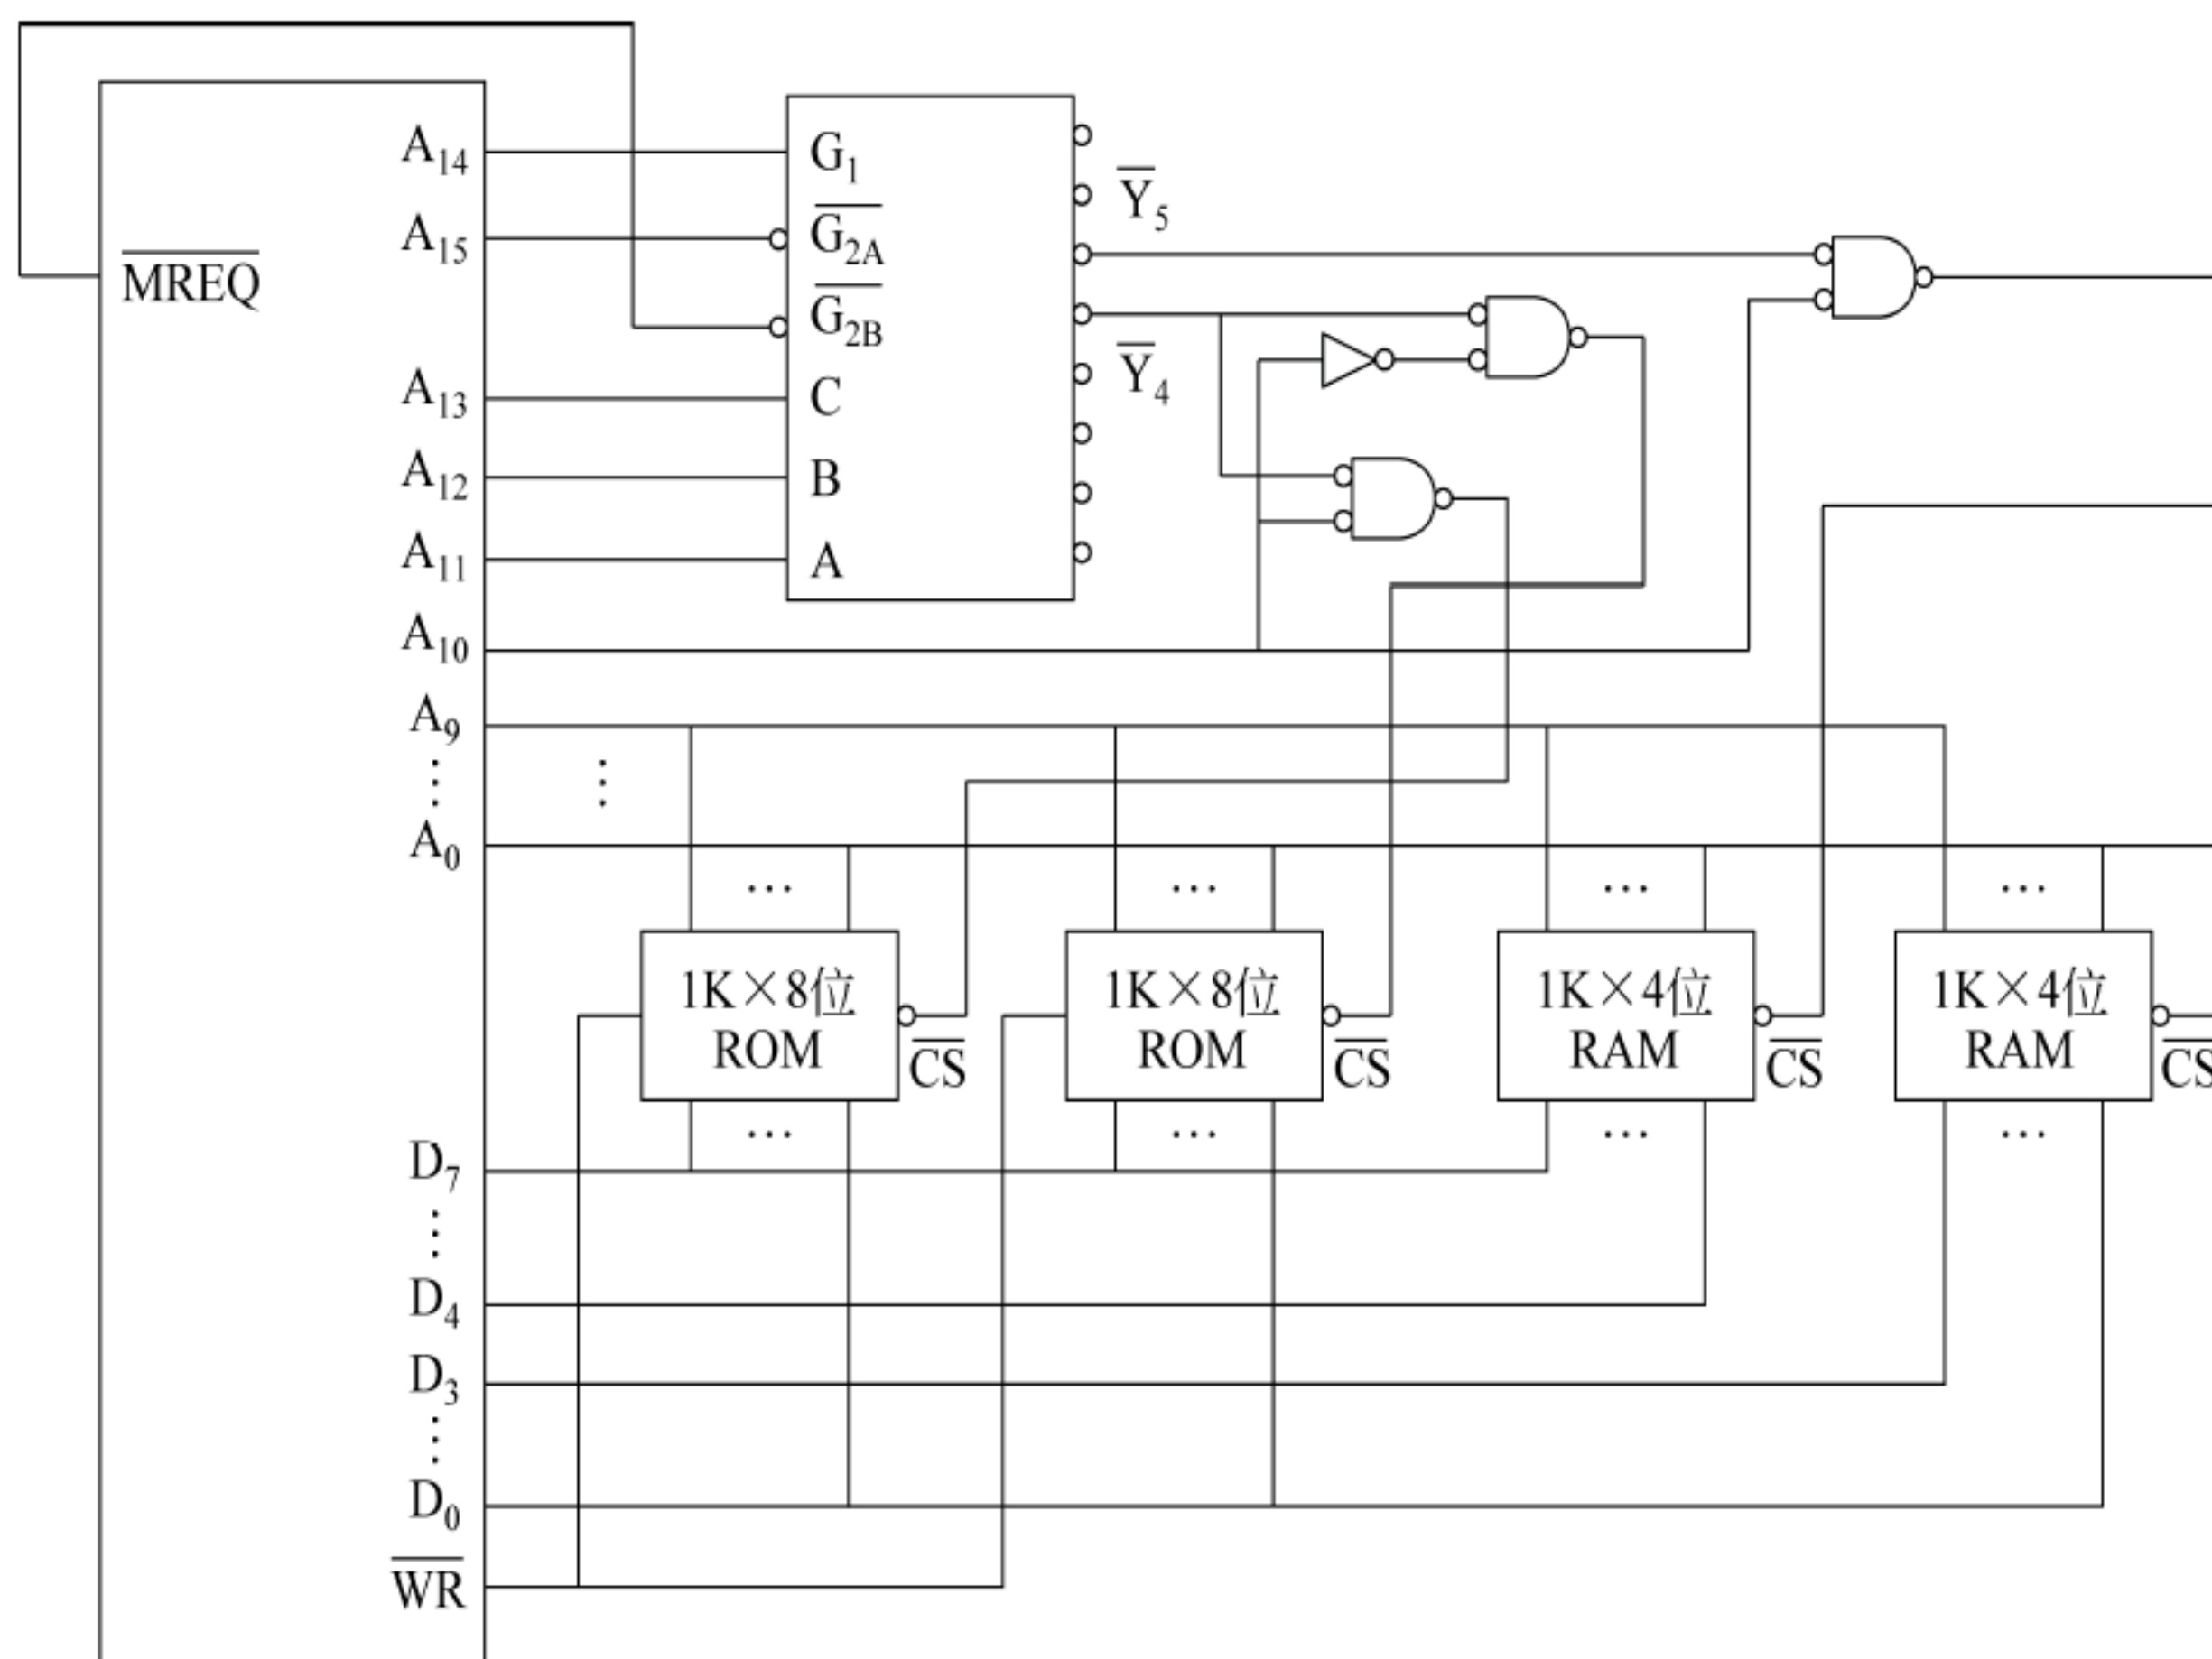 A14
A15
MREQ
A13
A12
A11
A10
A9
⋮
⋮
A0
G1
G2A
G2B
C
B
A
Y5
Y4
…
…
…
…
1K×8位
ROM
CS
1K×8位
ROM
CS
1K×4位
RAM
CS
1K×4位
RAM
CS
…
…
…
…
D7
⋮
D4
D3
⋮
D0
WR